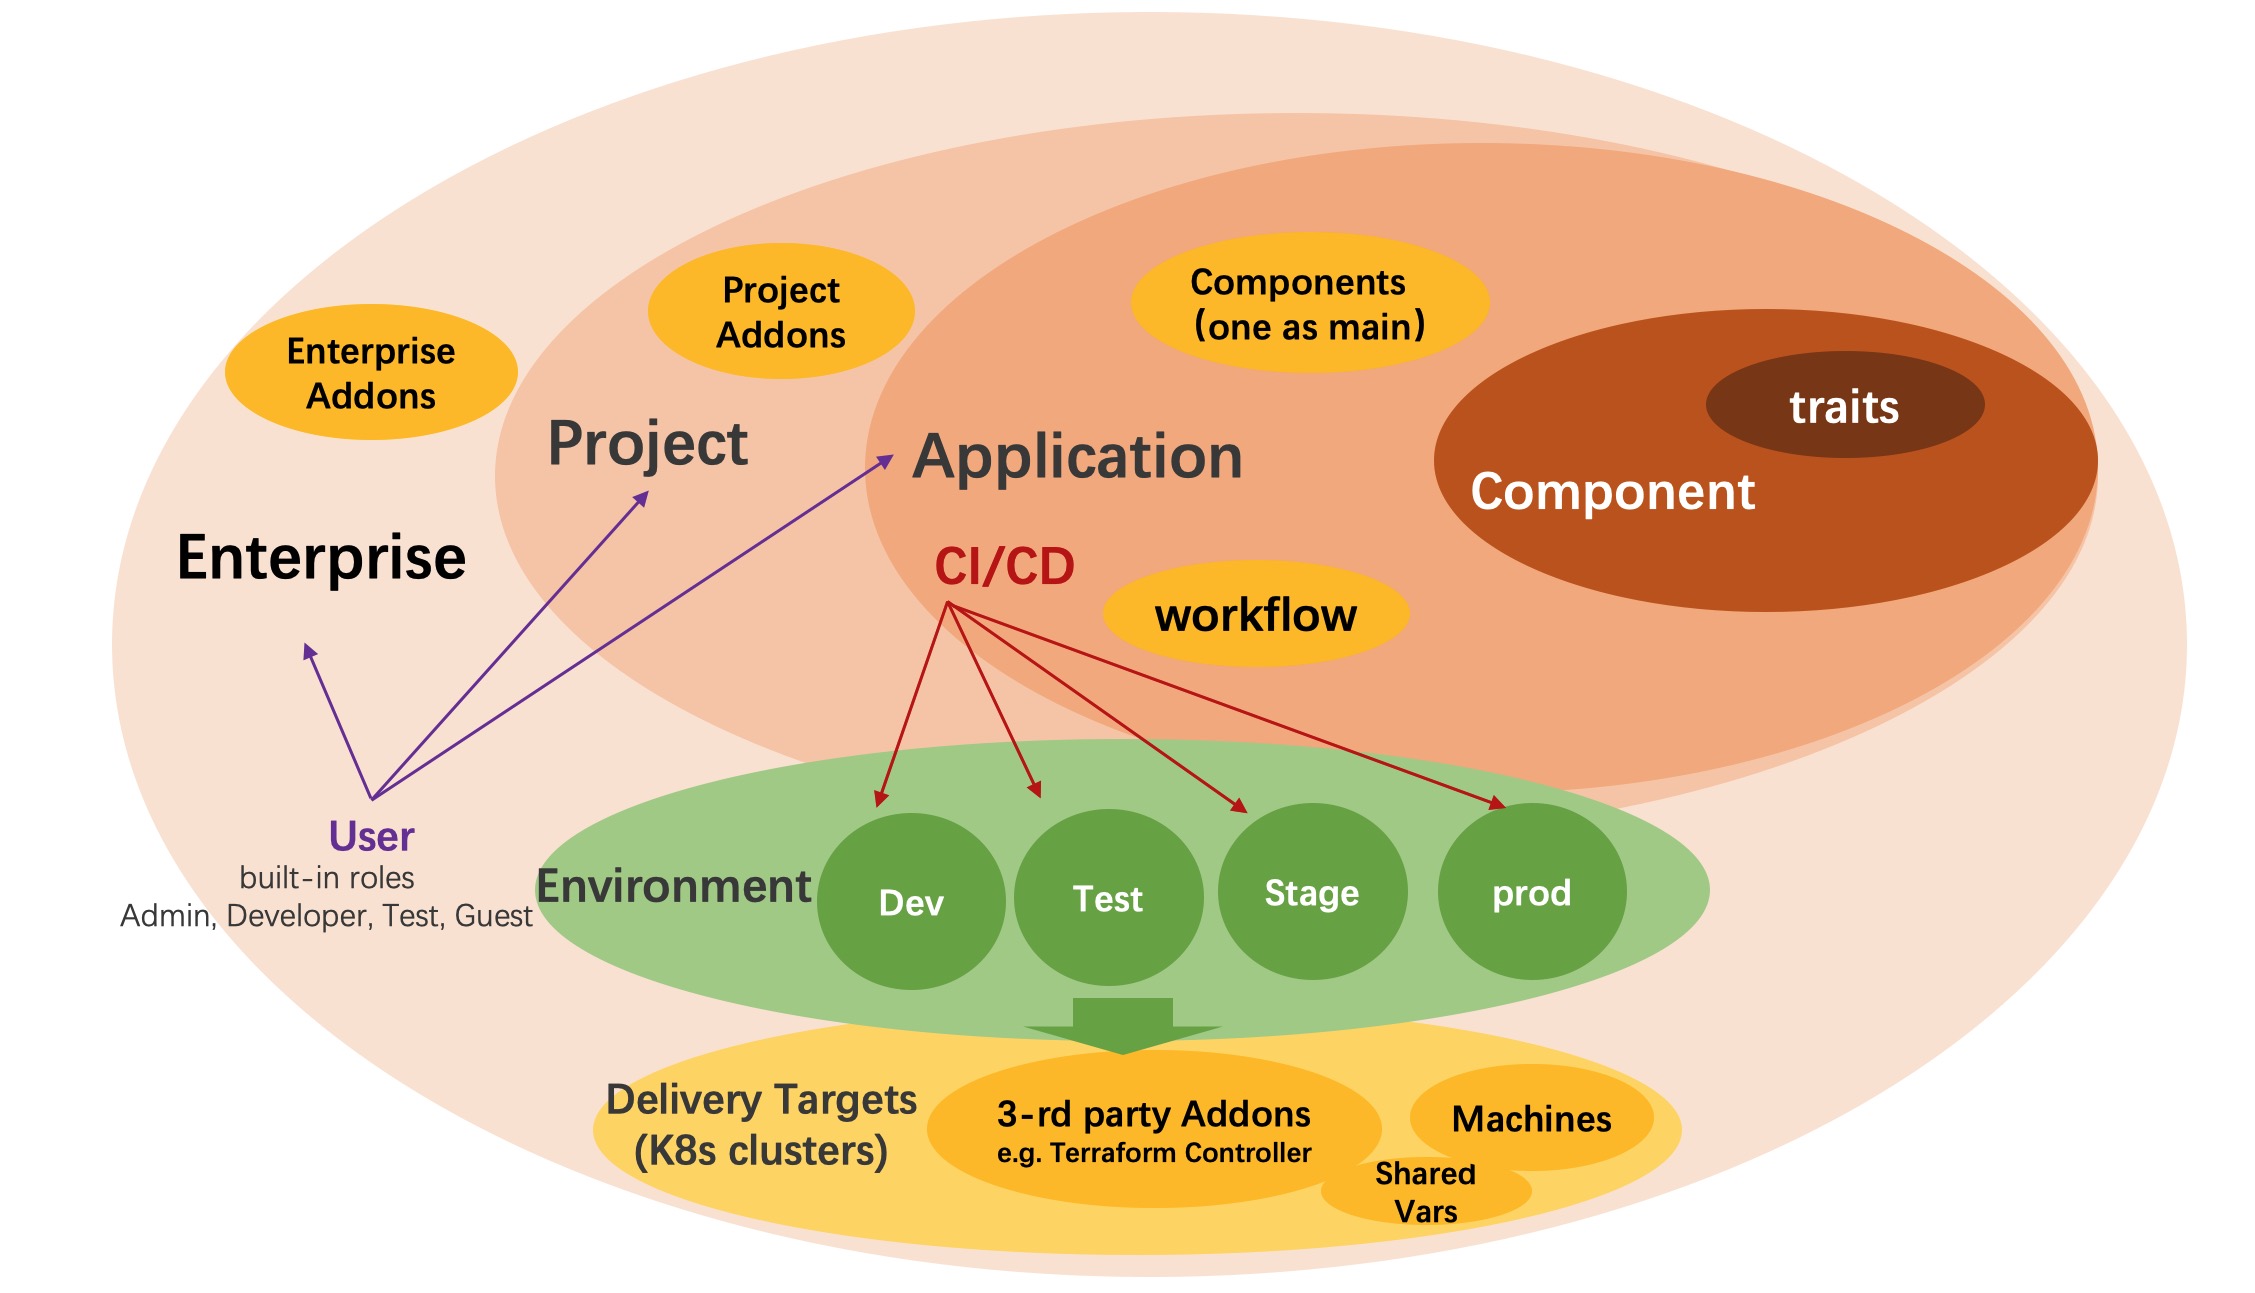 Enterprise
Addons
Project
Addons
Components
(one as main)
traits
Component
Project
Application
Enterprise
CI/CD
workflow
User
built-in roles
Admin, Developer, Test, Guest
Environment
Dev
Test
Stage
prod
Delivery Targets
(K8s clusters)
3-rd party Addons
e.g. Terraform Controller
Machines
Shared
Vars